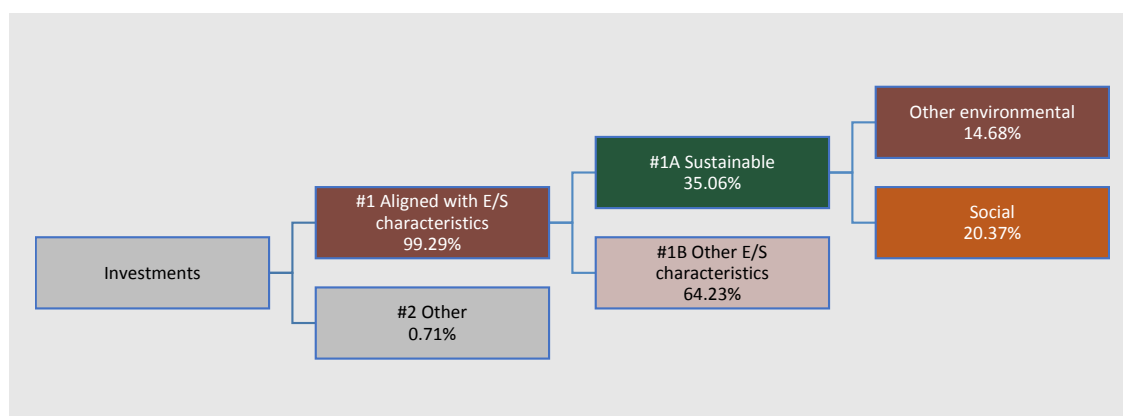 Investments
#1 Aligned with E/S
characteristics
99.29%
#2 Other
0.71%
#1A Sustainable
35.06%
#1B Other E/S
characteristics
64.23%
Other environmental
14.68%
Social
20.37%